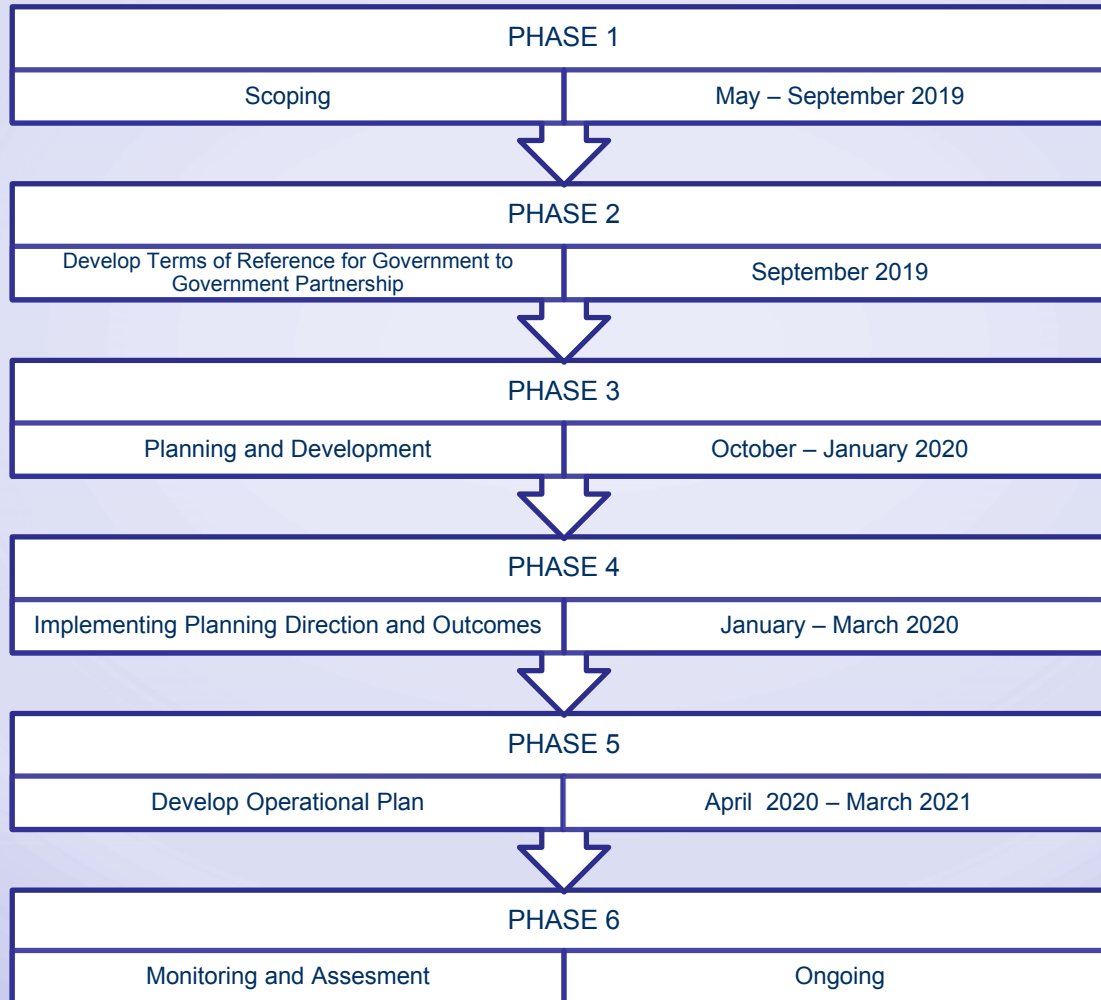 PHASE 1
Scoping
May – September 2019
PHASE 2
Develop Terms of Reference for Government to
Government Partnership
September 2019
PHASE 3
Planning and Development
October – January 2020
PHASE 4
Implementing Planning Direction and Outcomes
January – March 2020
PHASE 5
Develop Operational Plan
April  2020 – March 2021
PHASE 6
Monitoring and Assesment
Ongoing